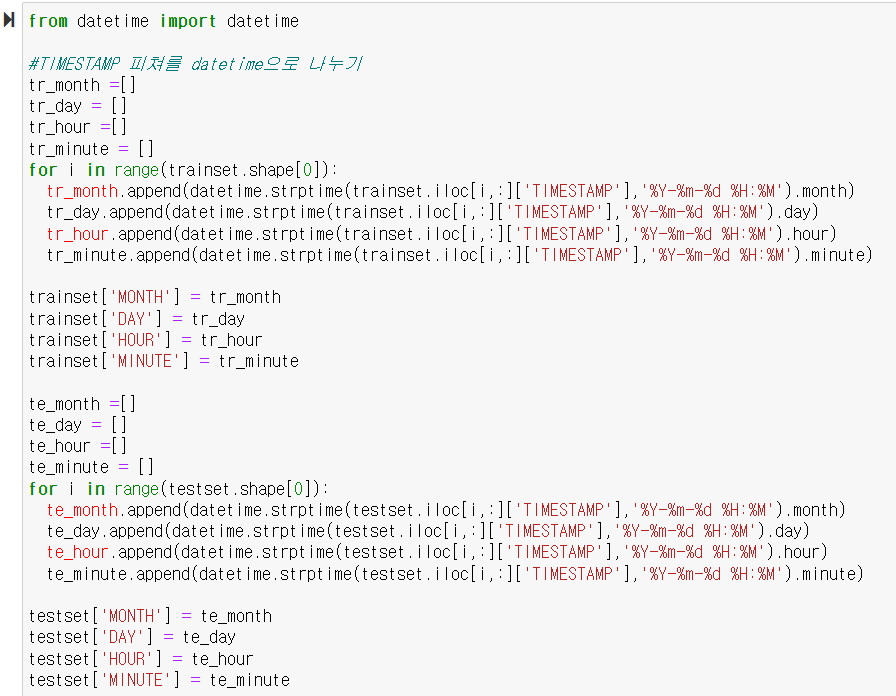 from datetime import datetime
#TIMESTAMP 피처를 datetime으로 나누기
tr_month =[]
tr_day = []
tr_hour =[]
tr_minute = []
for i in range(trainset.shape[0]):
tr_month.append(datetime.strptime(trainset.iloc[i,:]['TIMESTAMP'],'%Y-%m-%d %H:%M').month)
tr_day.append(datetime.strptime(trainset.iloc[i,:]['TIMESTAMP'],'%Y-%m-%d %H:%M').day)
tr_hour.append(datetime.strptime(trainset.iloc[i,:]['TIMESTAMP'],'%Y-%m-%d %H:%M').hour)
tr_minute.append(datetime.strptime(trainset.iloc[i,:]['TIMESTAMP'],'%Y-%m-%d %H:%M').minute)
trainset['MONTH'] = tr_month
trainset['DAY'] = tr_day
trainset['HOUR'] = tr_hour
trainset['MINUTE'] = tr_minute
te_month =[]
te_day = []
te_hour =[]
te_minute = []
for i in range(testset.shape[0]):
te_month.append(datetime.strptime(testset.iloc[i,:]['TIMESTAMP'],'%Y-%m-%d %H:%M').month)
te_day.append(datetime.strptime(testset.iloc[i,:]['TIMESTAMP'],'%Y-%m-%d %H:%M').day)
te_hour.append(datetime.strptime(testset.iloc[i,:]['TIMESTAMP'],'%Y-%m-%d %H:%M').hour)
te_minute.append(datetime.strptime(testset.iloc[i,:]['TIMESTAMP'],'%Y-%m-%d %H:%M').minute)
testset['MONTH'] = te_month
testset['DAY'] = te_day
testset['HOUR'] = te_hour
testset['MINUTE'] = te_minute